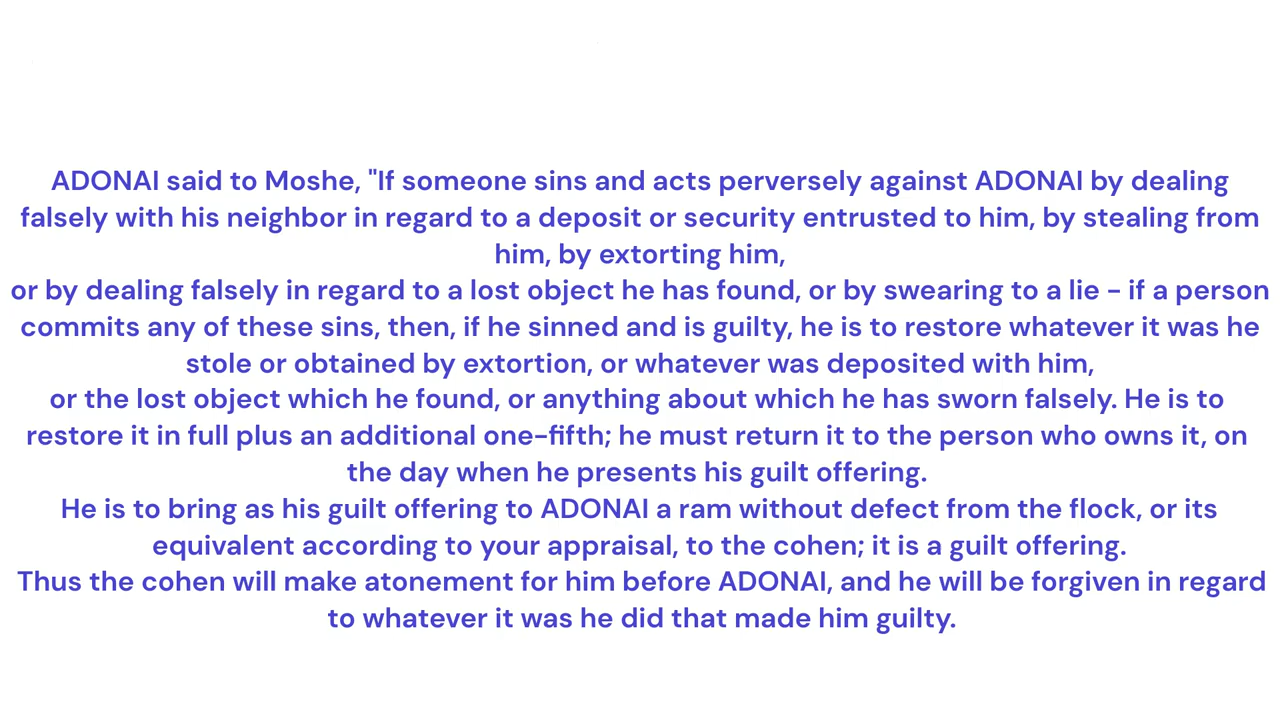 ADONAI said to Moshe, "If someone sins and acts perversely against ADONAI by dealing
falsely with his neighbor in regard to a deposit or security entrusted to him, by stealing from
him, by extorting him,
or by dealing falsely in regard to a lost object he has found, or by swearing to a lie - if a person
commits any of these sins, then, if he sinned and is guilty, he is to restore whatever it was he
stole or obtained by extortion, or whatever was deposited with him,
or the lost object which he found, or anything about which he has sworn falsely. He is to
restore it in full plus an additional one-fifth; he must return it to the person who owns it, on
the day when he presents his guilt offering.
He is to bring as his guilt offering to ADONAI a ram without defect from the flock, or its
equivalent according to your appraisal, to the cohen; it is a guilt offering.
Thus the cohen will make atonement for him before ADONAI, and he will be forgiven in regard
to whatever it was he did that made him guilty.